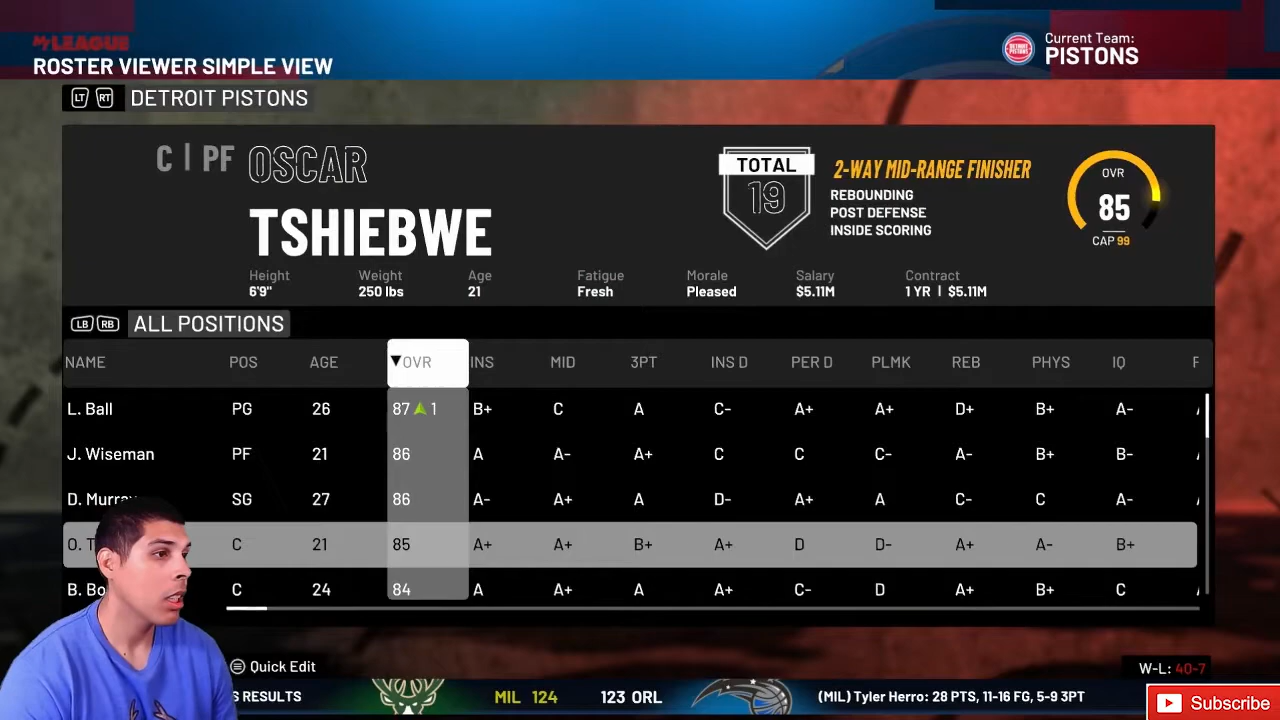 MyLEAGUE
ROSTER VIEWER SIMPLE VIEW
Current Team:
PISTONS
LT RT DETROIT PISTONS
C | PF OSCAR
TSHIEBWE
TOTAL
19
2-WAY MID-RANGE FINISHER
REBOUNDING
POST DEFENSE
INSIDE SCORING
OVR
85
CAP 99
Height Weight Age Fatigue Morale Salary Contract
6'9" 250 lbs 21 Fresh Pleased $5.11M 1 YR | $5.11M
LB RB ALL POSITIONS
NAME POS AGE OVR INS MID 3PT INS D PER D PLMK REB PHYS IQ
L. Ball PG 26 87 1 B+ C A C- A+ A+ D+ B+ A-
J. Wiseman PF 21 86 A A- A+ C C C- A- B+ B-
D. Murray SG 27 86 A- A+ A D- A+ A C- C A-
O. C 21 85 A+ A+ B+ A+ D D- A+ A- B+
B. C 24 84 A A+ A A+ C- D A+ B+ C
Quick Edit
W-L: 40-7
RESULTS MIL 124 123 ORL (MIL) Tyler Herro: 28 PTS, 11-16 FG, 5-9 3PT
Subscribe